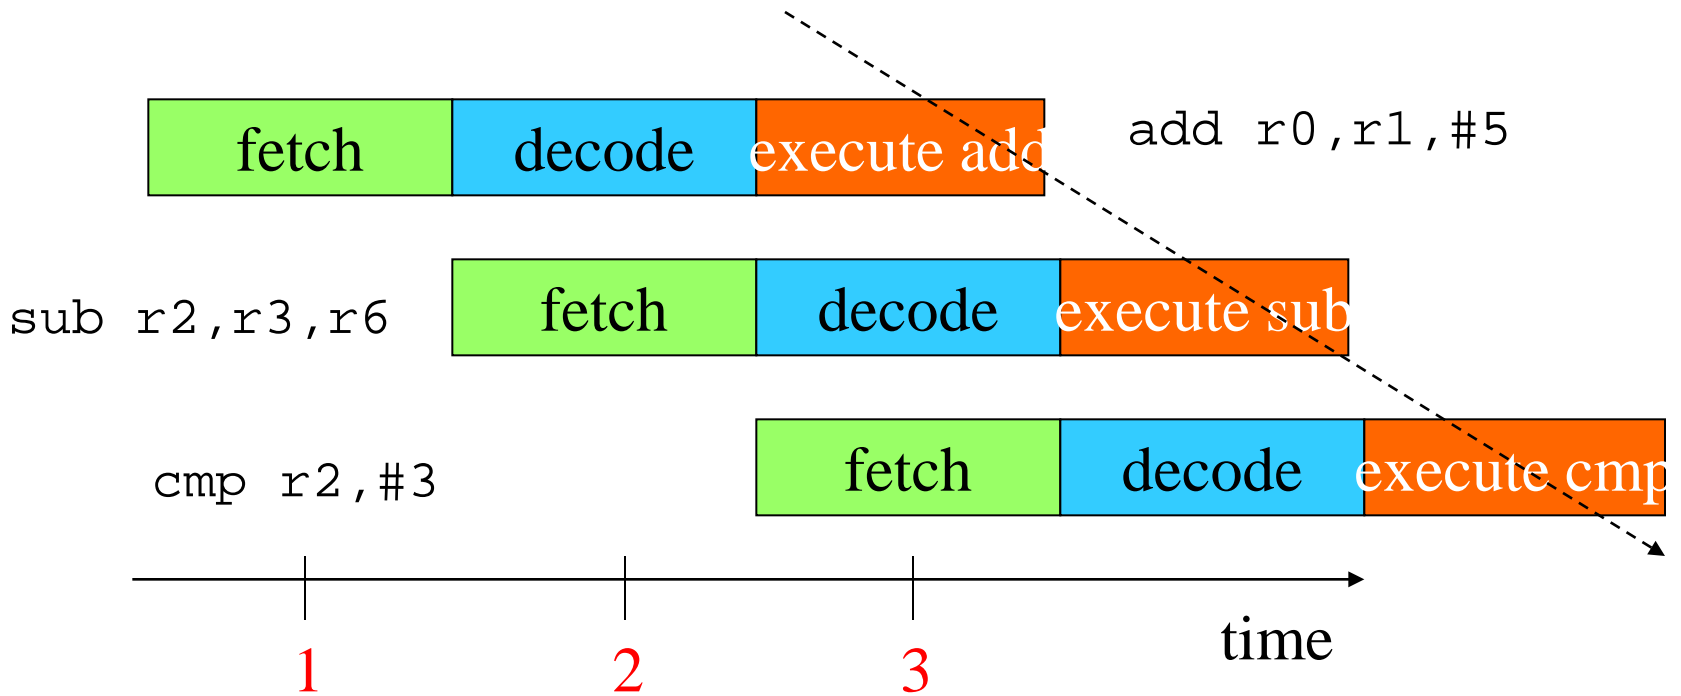 fetch decode execute add add r0,r1,#5
sub r2,r3,r6 fetch decode execute sub
cmp r2,#3 fetch decode execute cmp
time
1 2 3